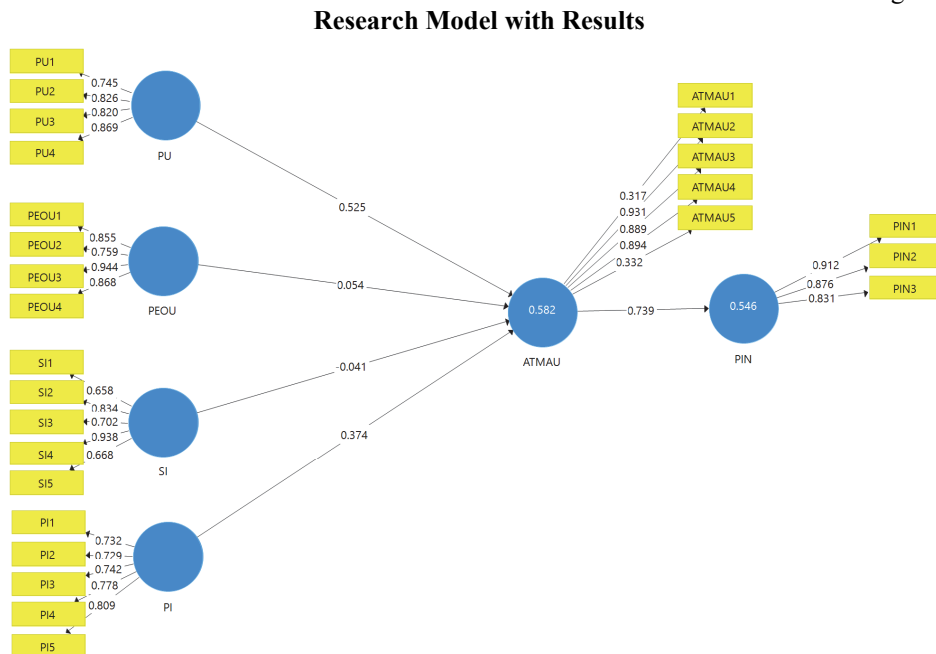 g
Research Model with Results
PU1
PU2
PU3
PU4
0.745
0.826
0.820
0.869
PU
PEOU1
PEOU2
PEOU3
PEOU4
0.855
0.759
0.944
0.868
PEOU
SI1
SI2
SI3
SI4
SI5
0.658
0.834
0.702
0.938
0.668
SI
PI1
PI2
PI3
PI4
PI5
0.732
0.729
0.742
0.778
0.809
PI
0.525
0.054
-0.041
0.374
0.582
ATMAU
ATMAU1
ATMAU2
ATMAU3
ATMAU4
ATMAU5
0.317
0.931
0.889
0.894
0.332
0.739
0.546
PIN
PIN1
PIN2
PIN3
0.912
0.876
0.831